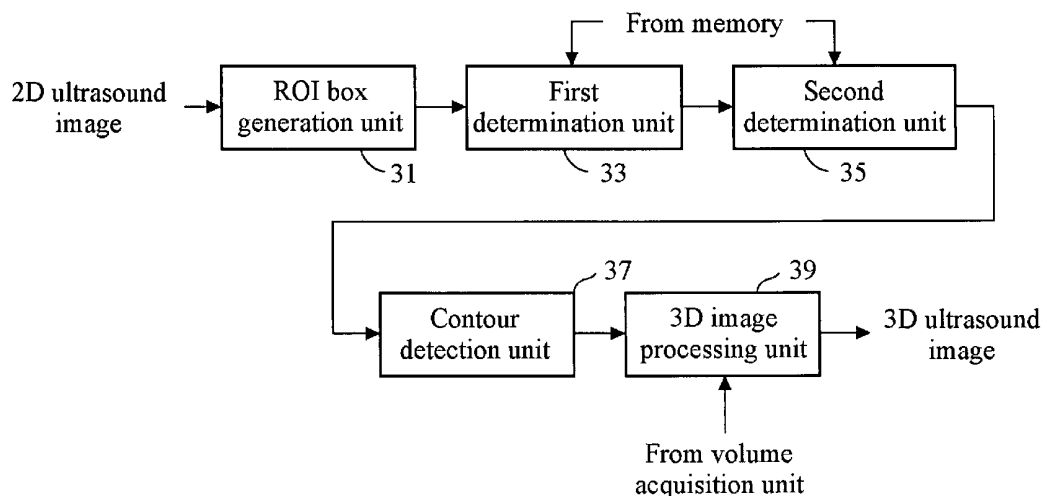 From memory
2D ultrasound
image
ROI box
generation unit
First
determination unit
Second
determination unit
31
33
35
37
39
Contour
detection unit
3D image
processing unit
3D ultrasound
image
From volume
acquisition unit